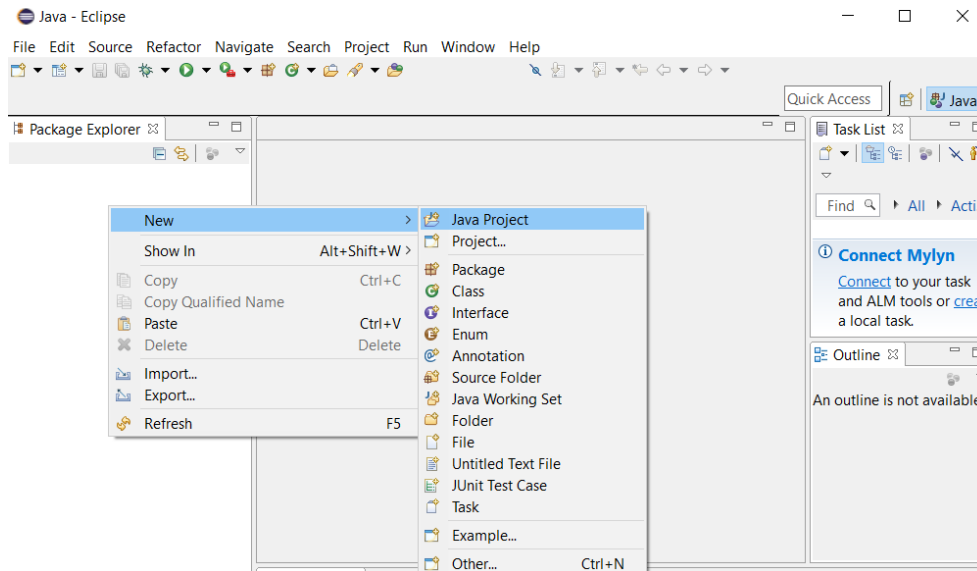 Java - Eclipse
File Edit Source Refactor Navigate Search Project Run Window Help
Quick Access
Java
Package Explorer
Task List
Find All Acti
Connect Mylyn
Connect to your task
and ALM tools or crea
a local task.
Outline
An outline is not available
New
Show In Alt+Shift+W
Copy Ctrl+C
Copy Qualified Name
Paste Ctrl+V
Delete Delete
Import...
Export...
Refresh F5
Java Project
Project...
Package
Class
Interface
Enum
Annotation
Source Folder
Java Working Set
Folder
File
Untitled Text File
JUnit Test Case
Task
Example...
Other... Ctrl+N